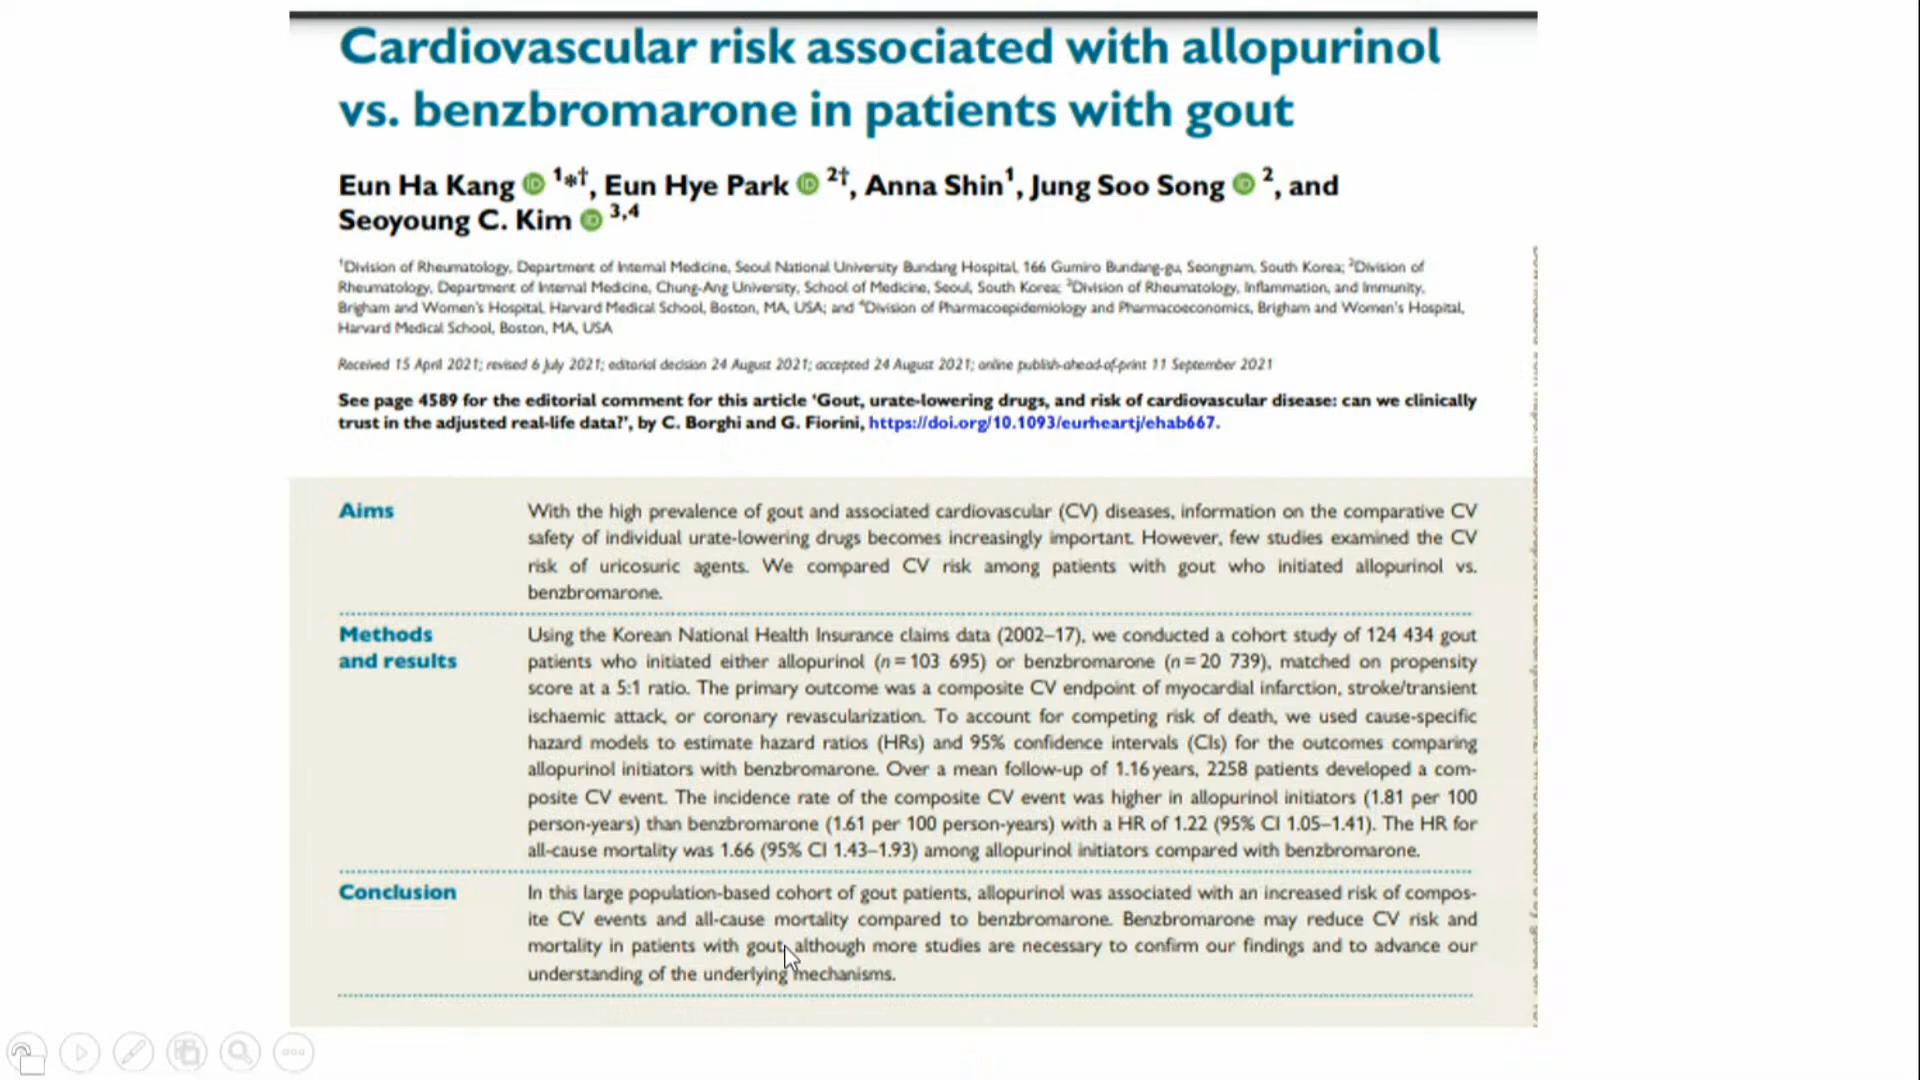 Cardiovascular risk associated with allopurinol
vs. benzbromarone in patients with gout
Eun Ha Kang iD 1*†, Eun Hye Park iD 2†, Anna Shin1, Jung Soo Song iD 2, and
Seoyoung C. Kim iD 3,4
1Division of Rheumatology, Department of Internal Medicine, Seoul National University Bundang Hospital, 166 Gumiro Bundang-gu, Seongnam, South Korea; 2Division of
Rheumatology, Department of Internal Medicine, Chung-Ang University, School of Medicine, Seoul, South Korea; 3Division of Rheumatology, Inflammation, and Immunity,
Brigham and Women's Hospital, Harvard Medical School, Boston, MA, USA; and 4Division of Pharmacoepidemiology and Pharmacoeconomics, Brigham and Women's Hospital,
Harvard Medical School, Boston, MA, USA
Received 15 April 2021; revised 6 July 2021; editorial decision 24 August 2021; accepted 24 August 2021; online publish-ahead-of-print 11 September 2021
See page 4589 for the editorial comment for this article 'Gout, urate-lowering drugs, and risk of cardiovascular disease: can we clinically
trust in the adjusted real-life data?', by C. Borghi and G. Fiorini, https://doi.org/10.1093/eurheartj/ehab667.
Aims
With the high prevalence of gout and associated cardiovascular (CV) diseases, information on the comparative CV
safety of individual urate-lowering drugs becomes increasingly important. However, few studies examined the CV
risk of uricosuric agents. We compared CV risk among patients with gout who initiated allopurinol vs.
benzbromarone.
Methods
and results
Using the Korean National Health Insurance claims data (2002–17), we conducted a cohort study of 124 434 gout
patients who initiated either allopurinol (n = 103 695) or benzbromarone (n = 20 739), matched on propensity
score at a 5:1 ratio. The primary outcome was a composite CV endpoint of myocardial infarction, stroke/transient
ischaemic attack, or coronary revascularization. To account for competing risk of death, we used cause-specific
hazard models to estimate hazard ratios (HRs) and 95% confidence intervals (CIs) for the outcomes comparing
allopurinol initiators with benzbromarone. Over a mean follow-up of 1.16 years, 2258 patients developed a com-
posite CV event. The incidence rate of the composite CV event was higher in allopurinol initiators (1.81 per 100
person-years) than benzbromarone (1.61 per 100 person-years) with a HR of 1.22 (95% CI 1.05–1.41). The HR for
all-cause mortality was 1.66 (95% CI 1.43–1.93) among allopurinol initiators compared with benzbromarone.
Conclusion
In this large population-based cohort of gout patients, allopurinol was associated with an increased risk of compos-
ite CV events and all-cause mortality compared to benzbromarone. Benzbromarone may reduce CV risk and
mortality in patients with gout, although more studies are necessary to confirm our findings and to advance our
understanding of the underlying mechanisms.